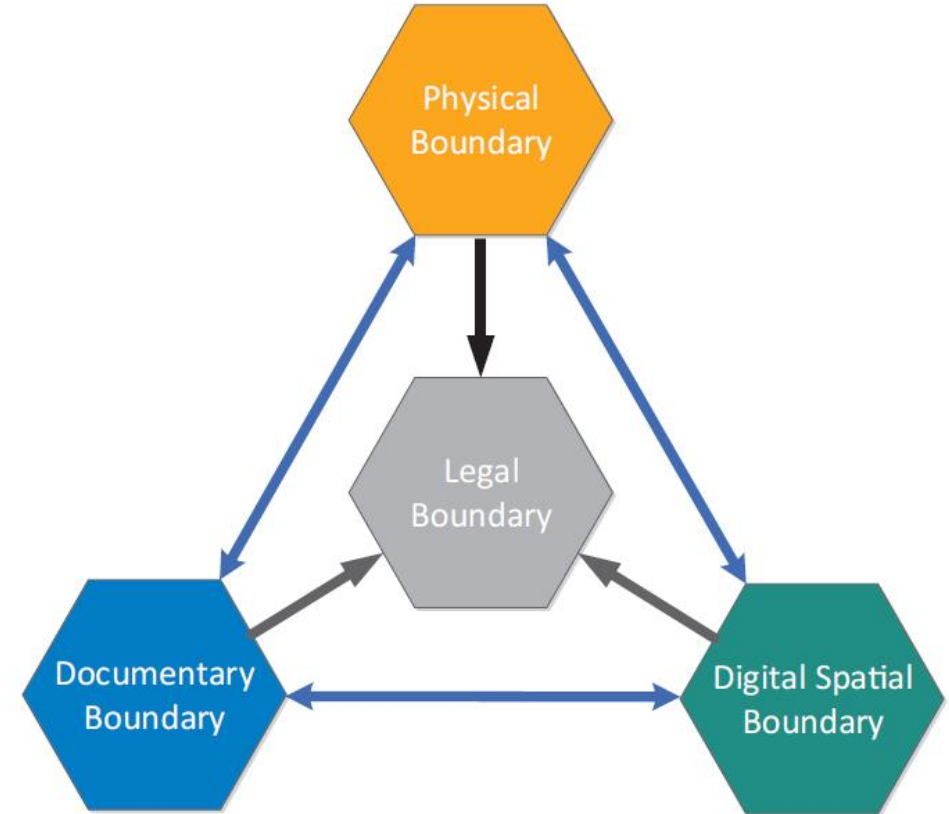 Physical
Boundary
Legal
Boundary
Documentary
Boundary
Digital Spatial
Boundary